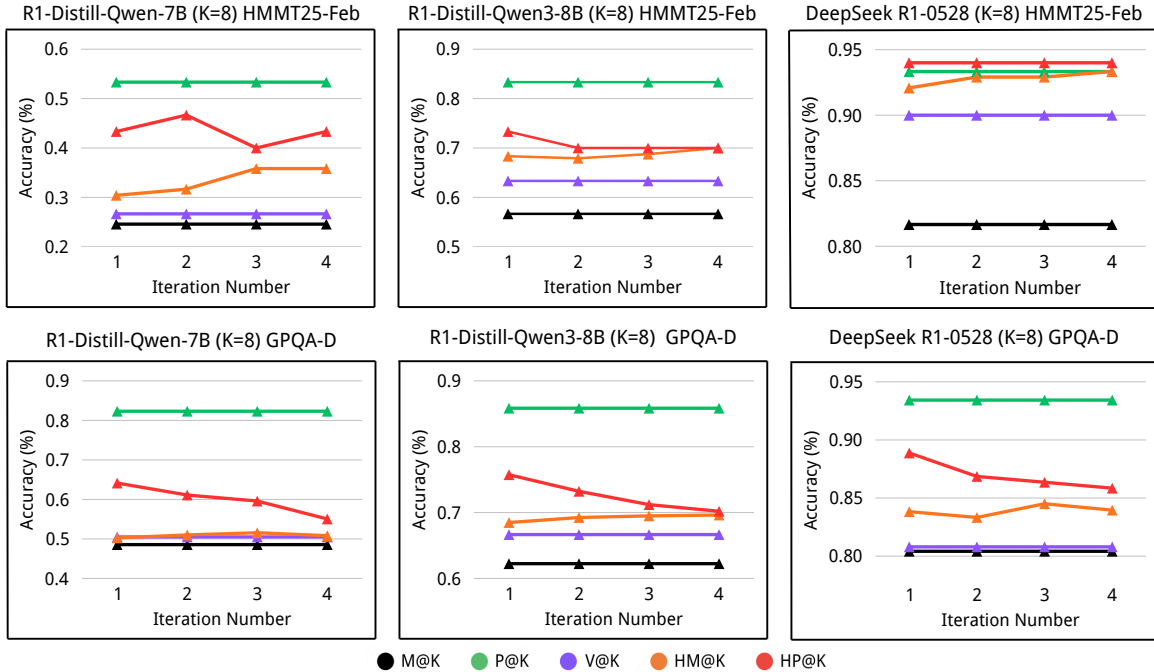 R1-Distill-Qwen-7B (K=8) HMMT25-Feb
Accuracy (%)
0.6
0.5
0.4
0.3
0.2
1 2 3 4
Iteration Number
R1-Distill-Qwen3-8B (K=8) HMMT25-Feb
Accuracy (%)
0.9
0.8
0.7
0.6
0.5
1 2 3 4
Iteration Number
DeepSeek R1-0528 (K=8) HMMT25-Feb
Accuracy (%)
0.95
0.90
0.85
0.80
1 2 3 4
Iteration Number
R1-Distill-Qwen-7B (K=8) GPQA-D
Accuracy (%)
0.9
0.8
0.7
0.6
0.5
0.4
1 2 3 4
Iteration Number
R1-Distill-Qwen3-8B (K=8) GPQA-D
Accuracy (%)
0.9
0.8
0.7
0.6
1 2 3 4
Iteration Number
DeepSeek R1-0528 (K=8) GPQA-D
Accuracy (%)
0.95
0.90
0.85
0.80
1 2 3 4
Iteration Number
M@K P@K V@K HM@K HP@K